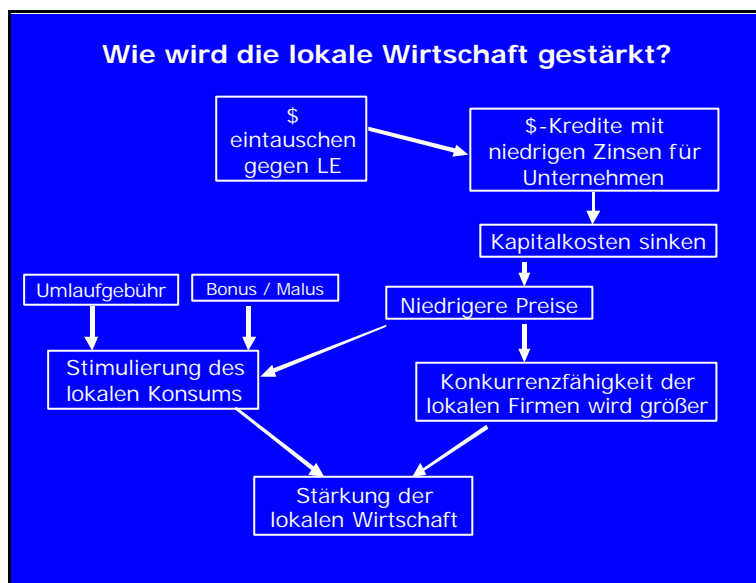 Wie wird die lokale Wirtschaft gestärkt?
$
eintauschen
gegen LE
$-Kredite mit
niedrigen Zinsen für
Unternehmen
Kapitalkosten sinken
Umlaufgebühr
Bonus / Malus
Niedrigere Preise
Stimulierung des
lokalen Konsums
Konkurrenzfähigkeit der
lokalen Firmen wird größer
Stärkung der
lokalen Wirtschaft